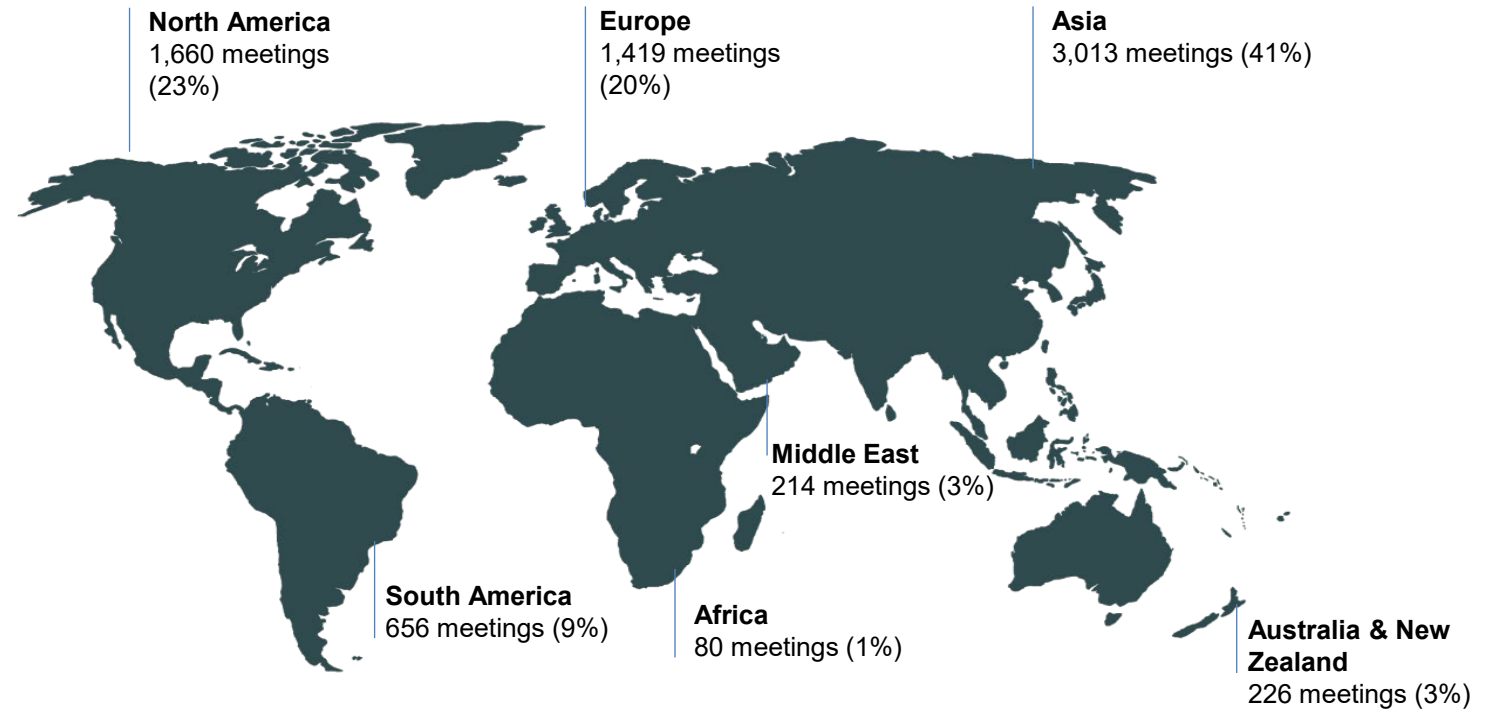 North America
1,660 meetings
(23%)
Europe
1,419 meetings
(20%)
Asia
3,013 meetings (41%)
Middle East
214 meetings (3%)
South America
656 meetings (9%)
Africa
80 meetings (1%)
Australia & New
Zealand
226 meetings (3%)